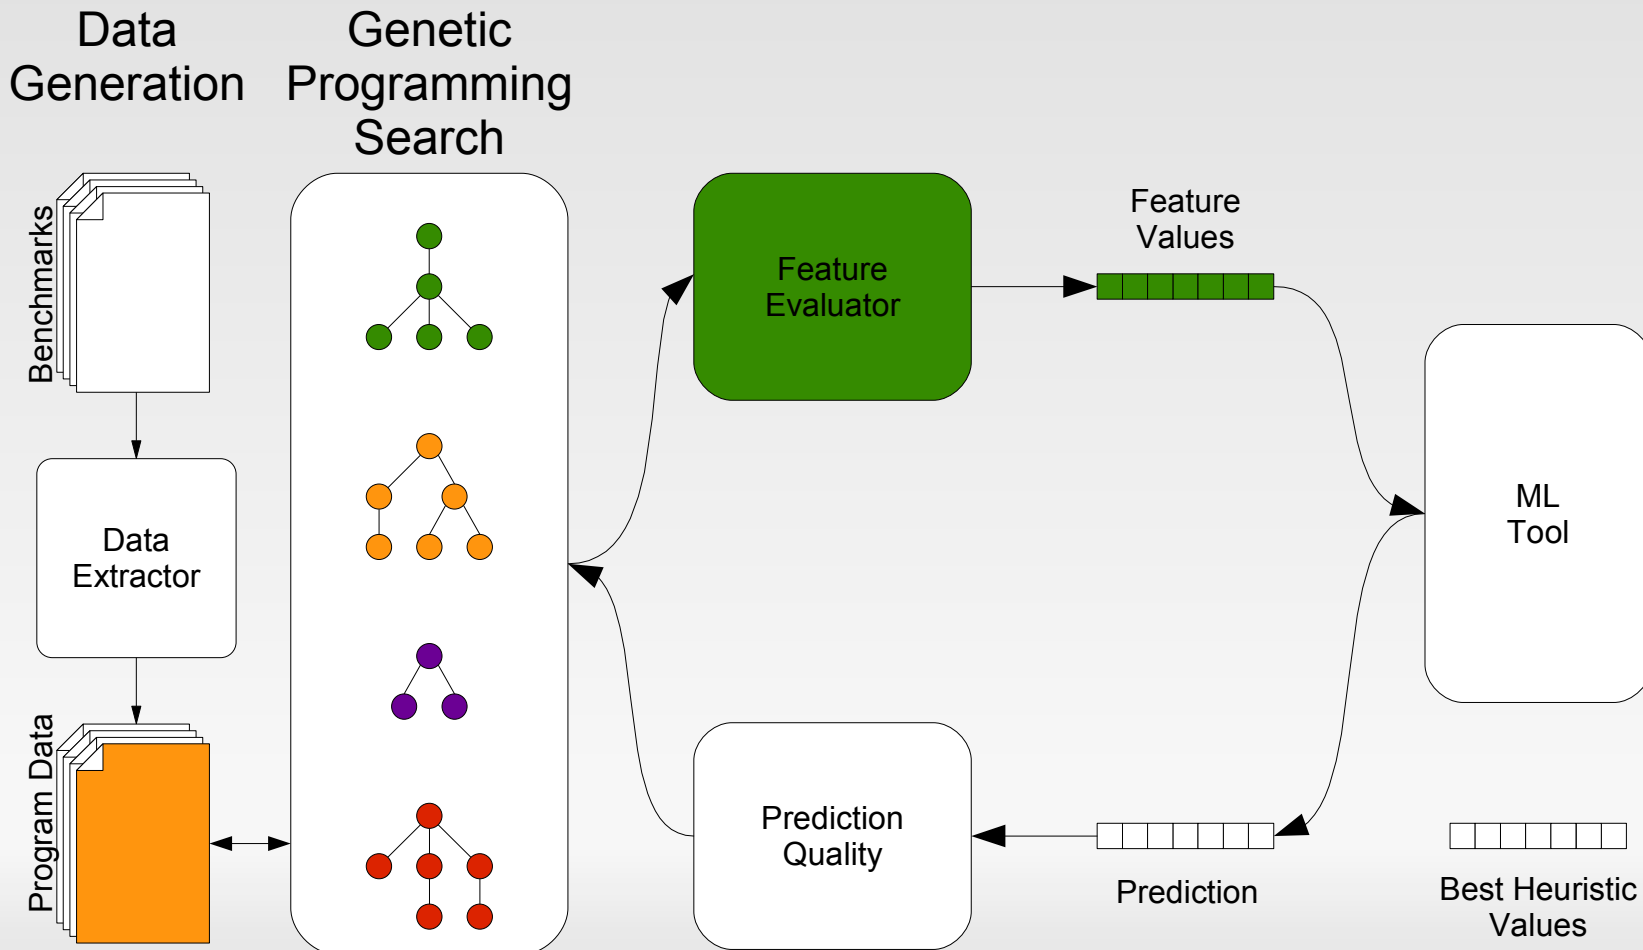 Data
Generation
Genetic
Programming
Search
Benchmarks
Data
Extractor
Program Data
Feature
Evaluator
Feature
Values
ML
Tool
Prediction
Quality
Prediction
Best Heuristic
Values